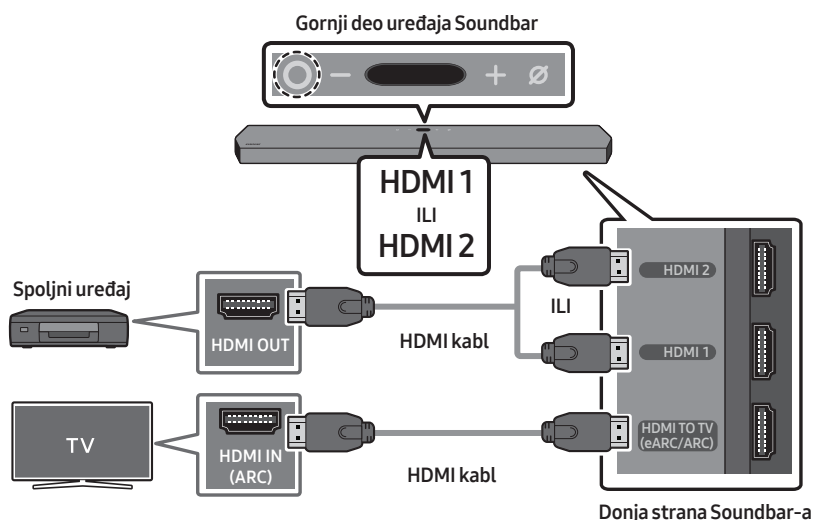 Gornji deo uređaja Soundbar
HDMI 1
ILI
HDMI 2
Spoljni uređaj
HDMI OUT
HDMI kabl
ILI
HDMI 2
HDMI 1
TV
HDMI IN
(ARC)
HDMI kabl
HDMI TO TV
(eARC/ARC)
Donja strana Soundbar-a